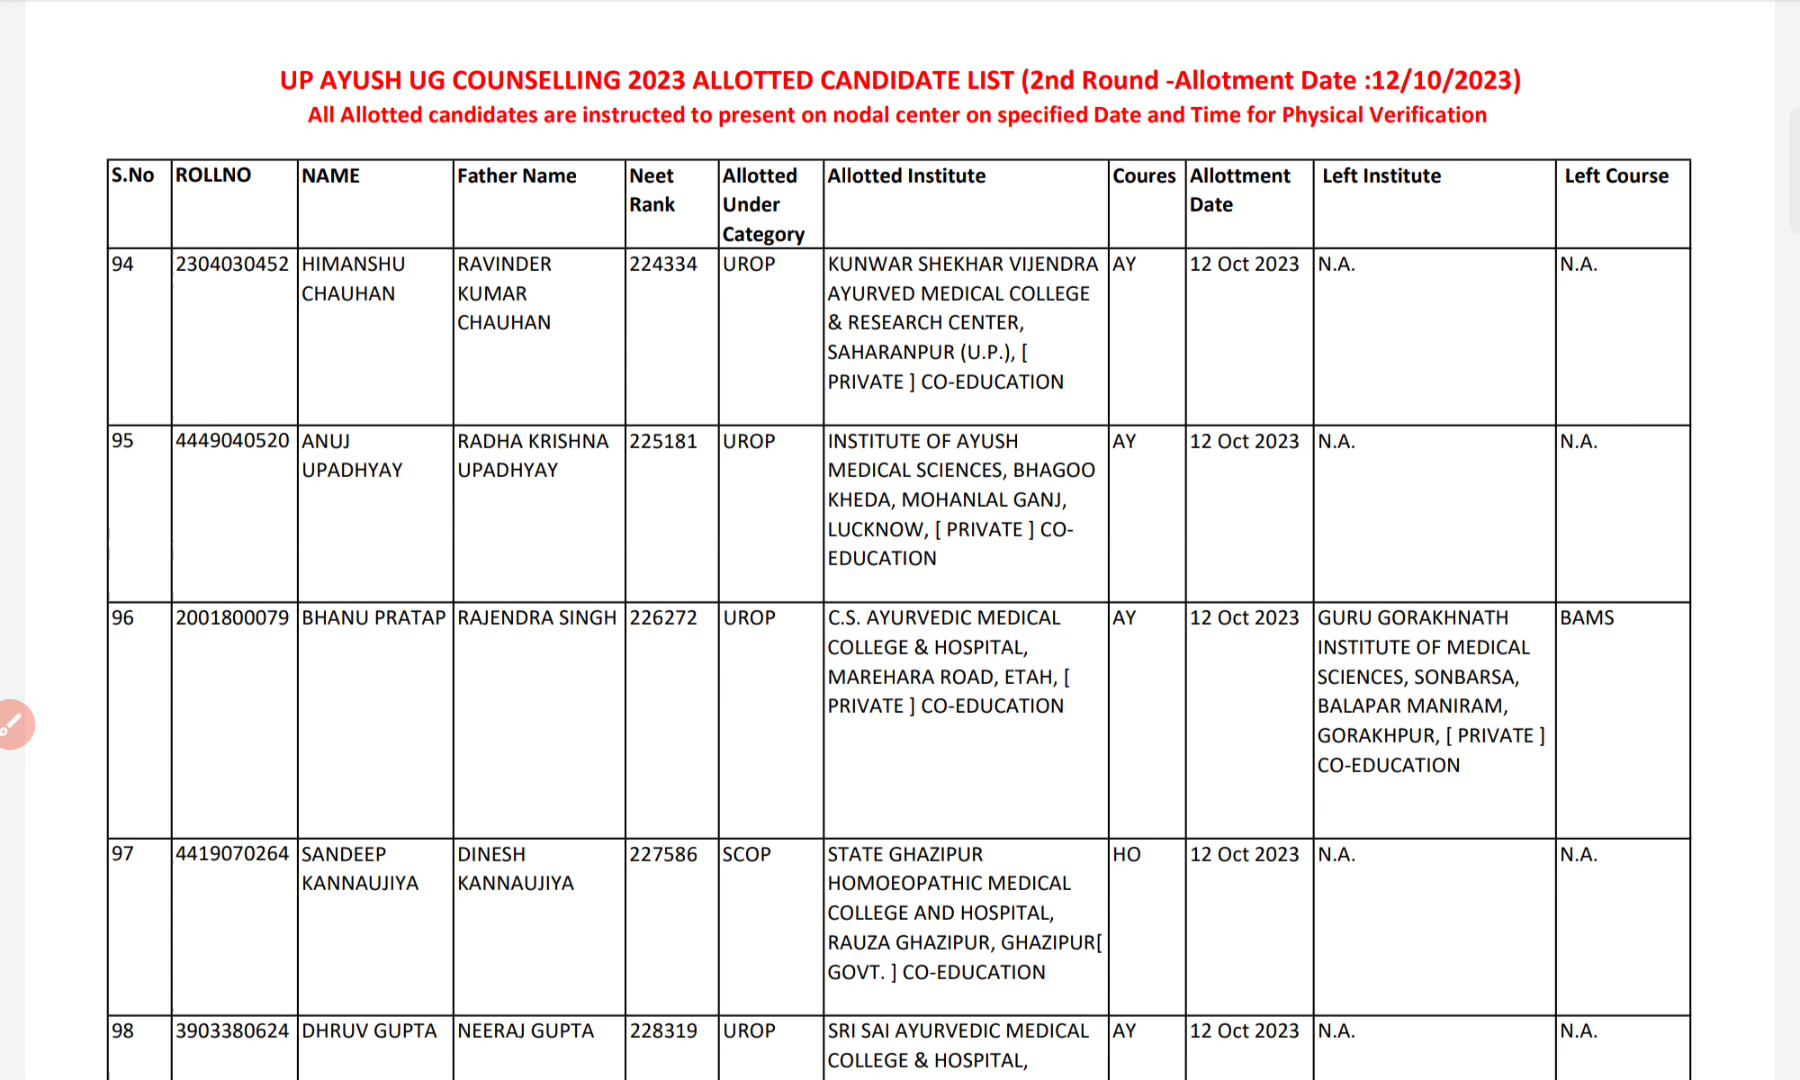 UP AYUSH UG COUNSELLING 2023 ALLOTTED CANDIDATE LIST (2nd Round -Allotment Date :12/10/2023)
All Allotted candidates are instructed to present on nodal center on specified Date and Time for Physical Verification
S.No ROLLNO NAME Father Name Neet Allotted Allotted Institute Coures Allottment Left Institute Left Course
Rank Under Date
Category
94 2304030452 HIMANSHU RAVINDER 224334 UROP KUNWAR SHEKHAR VIJENDRA AY 12 Oct 2023 N.A. N.A.
CHAUHAN KUMAR AYURVED MEDICAL COLLEGE
CHAUHAN & RESEARCH CENTER,
SAHARANPUR (U.P.), [
PRIVATE ] CO-EDUCATION
95 4449040520 ANUJ RADHA KRISHNA 225181 UROP INSTITUTE OF AYUSH AY 12 Oct 2023 N.A. N.A.
UPADHYAY UPADHYAY MEDICAL SCIENCES, BHAGOO
KHEDA, MOHANLAL GANJ,
LUCKNOW, [ PRIVATE ] CO-
EDUCATION
96 2001800079 BHANU PRATAP RAJENDRA SINGH 226272 UROP C.S. AYURVEDIC MEDICAL AY 12 Oct 2023 GURU GORAKHNATH BAMS
COLLEGE & HOSPITAL, INSTITUTE OF MEDICAL
MAREHARA ROAD, ETAH, [ SCIENCES, SONBARSA,
PRIVATE ] CO-EDUCATION BALAPAR MANIRAM,
GORAKHPUR, [ PRIVATE ]
CO-EDUCATION
97 4419070264 SANDEEP DINESH 227586 SCOP STATE GHAZIPUR HO 12 Oct 2023 N.A. N.A.
KANNAUJIYA KANNAUJIYA HOMOEOPATHIC MEDICAL
COLLEGE AND HOSPITAL,
RAUZA GHAZIPUR, GHAZIPUR[
GOVT. ] CO-EDUCATION
98 3903380624 DHRUV GUPTA NEERAJ GUPTA 228319 UROP SRI SAI AYURVEDIC MEDICAL AY 12 Oct 2023 N.A. N.A.
COLLEGE & HOSPITAL,